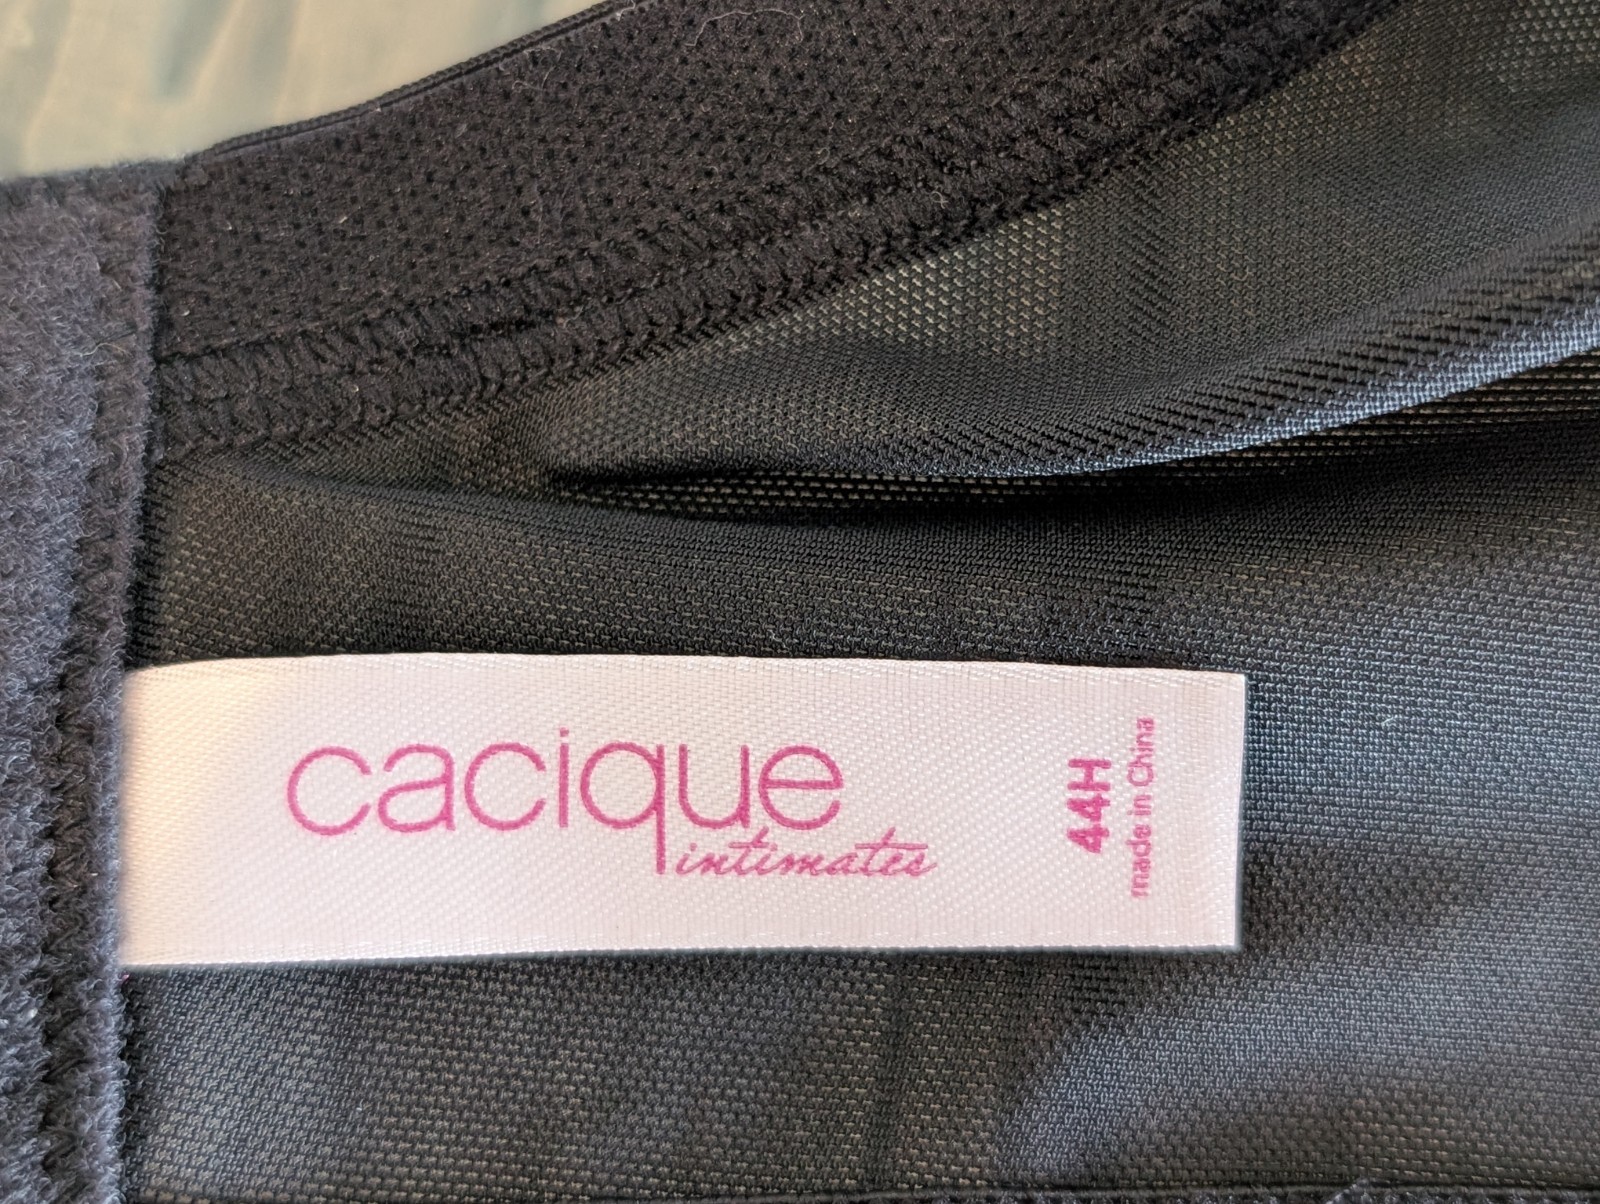 cacique
intimates
44H
made in China